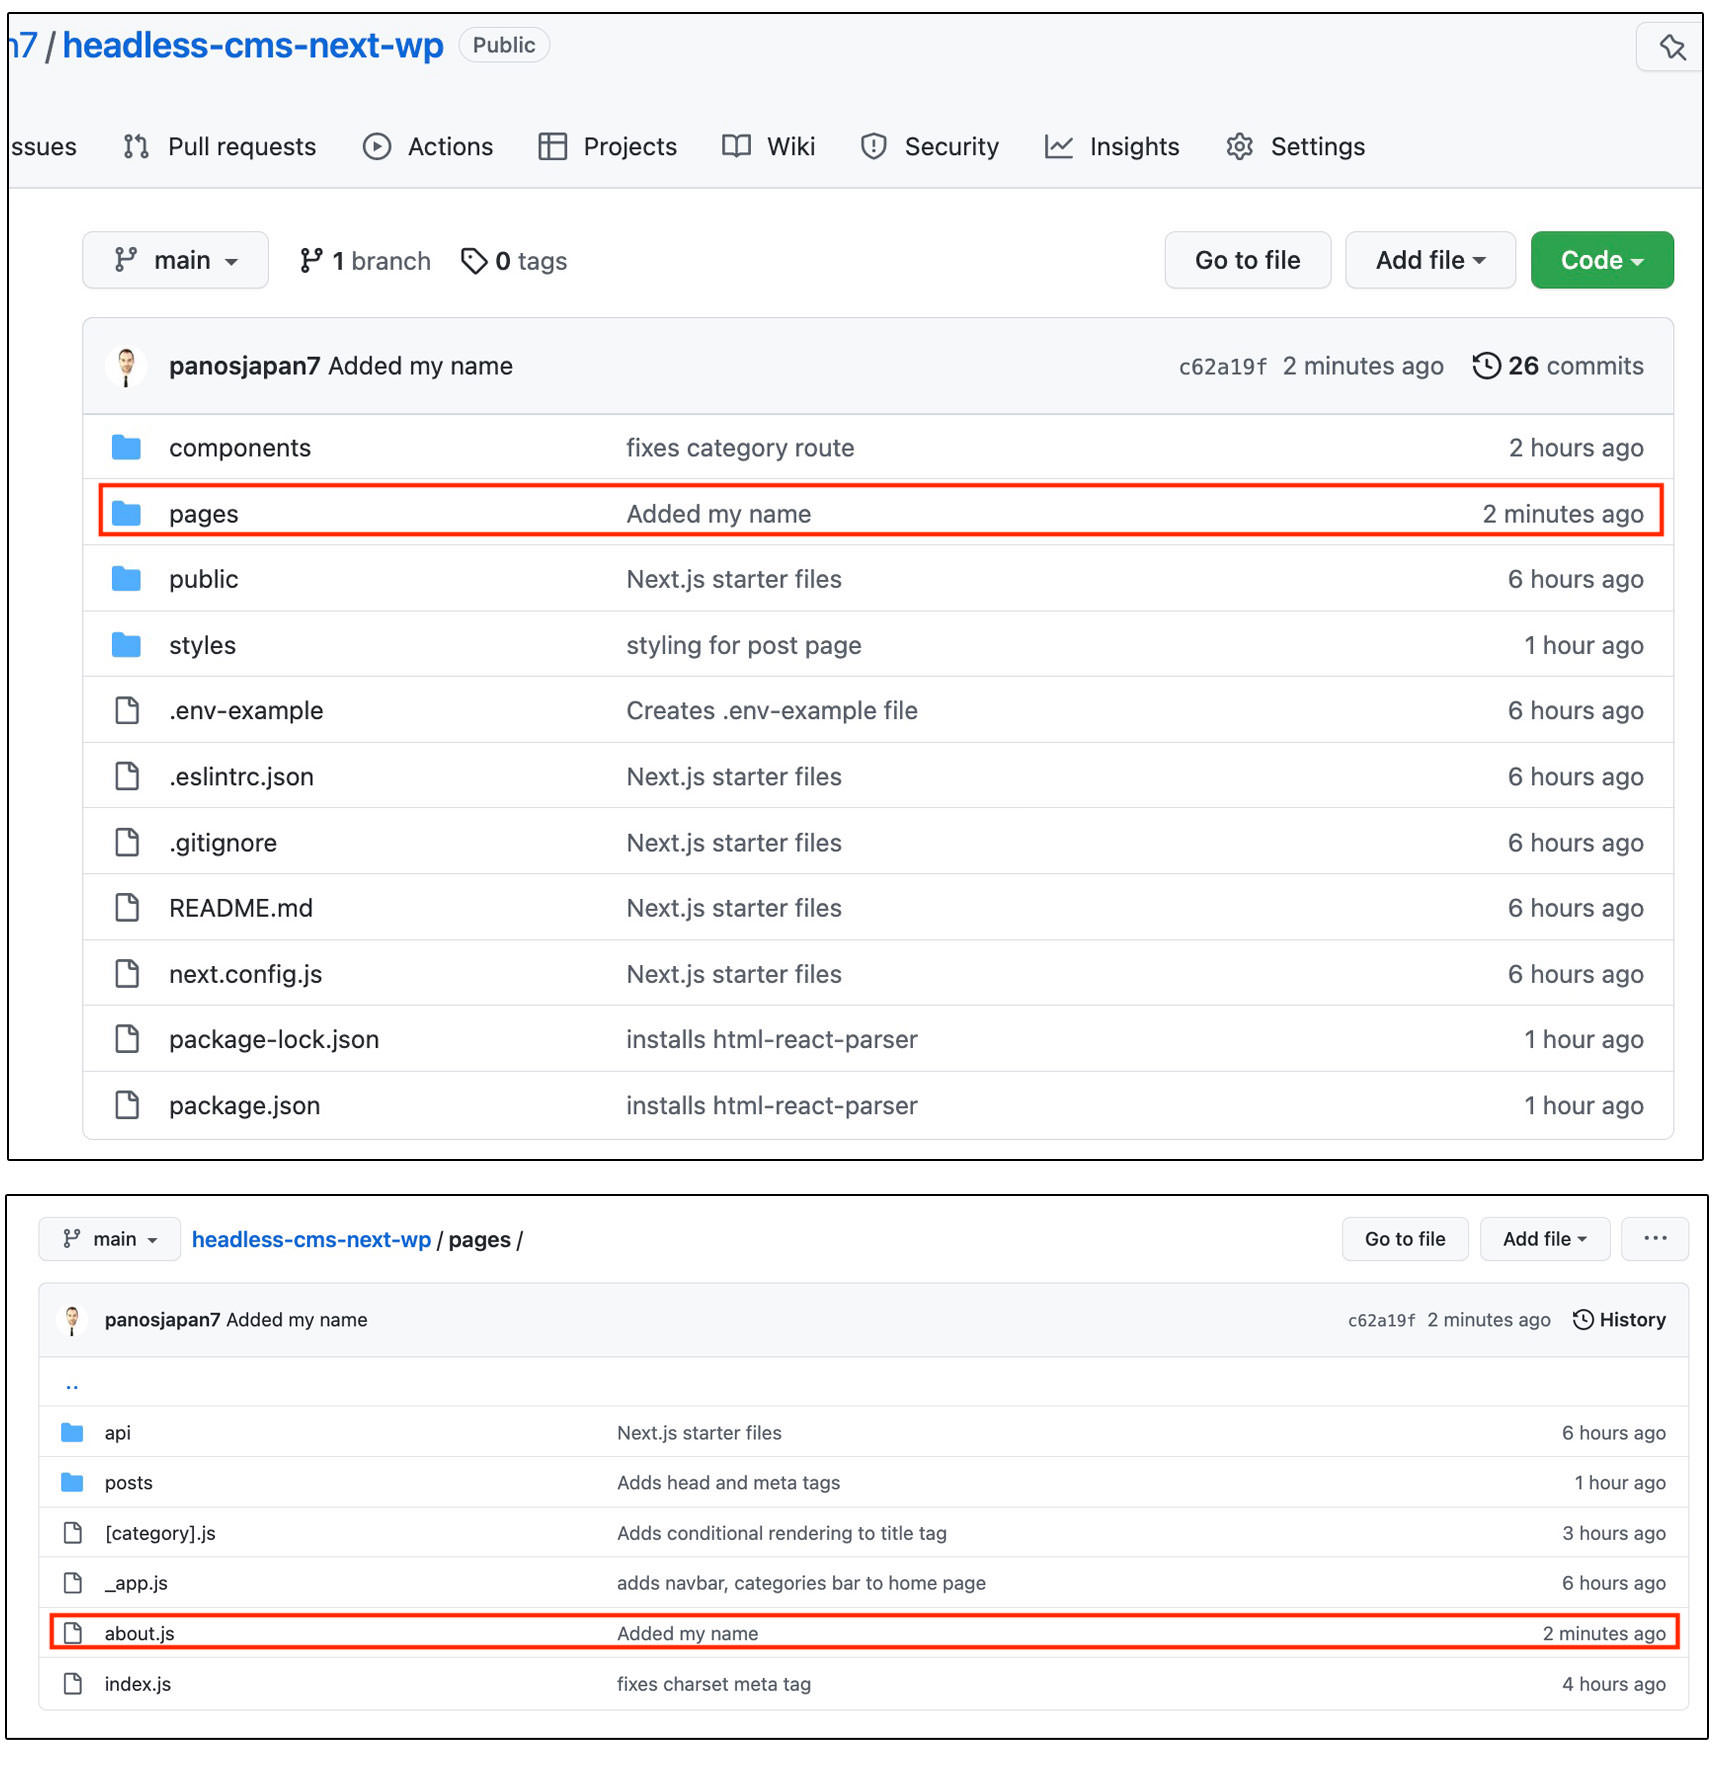 n7 / headless-cms-next-wp Public
ssues Pull requests Actions Projects Wiki Security Insights Settings
main 1 branch 0 tags Go to file Add file Code
panosjapan7 Added my name c62a19f 2 minutes ago 26 commits
components fixes category route 2 hours ago
pages Added my name 2 minutes ago
public Next.js starter files 6 hours ago
styles styling for post page 1 hour ago
.env-example Creates .env-example file 6 hours ago
.eslintrc.json Next.js starter files 6 hours ago
.gitignore Next.js starter files 6 hours ago
README.md Next.js starter files 6 hours ago
next.config.js Next.js starter files 6 hours ago
package-lock.json installs html-react-parser 1 hour ago
package.json installs html-react-parser 1 hour ago
main headless-cms-next-wp / pages / Go to file Add file ...
panosjapan7 Added my name c62a19f 2 minutes ago History
..
api Next.js starter files 6 hours ago
posts Adds head and meta tags 1 hour ago
[category].js Adds conditional rendering to title tag 3 hours ago
_app.js adds navbar, categories bar to home page 6 hours ago
about.js Added my name 2 minutes ago
index.js fixes charset meta tag 4 hours ago